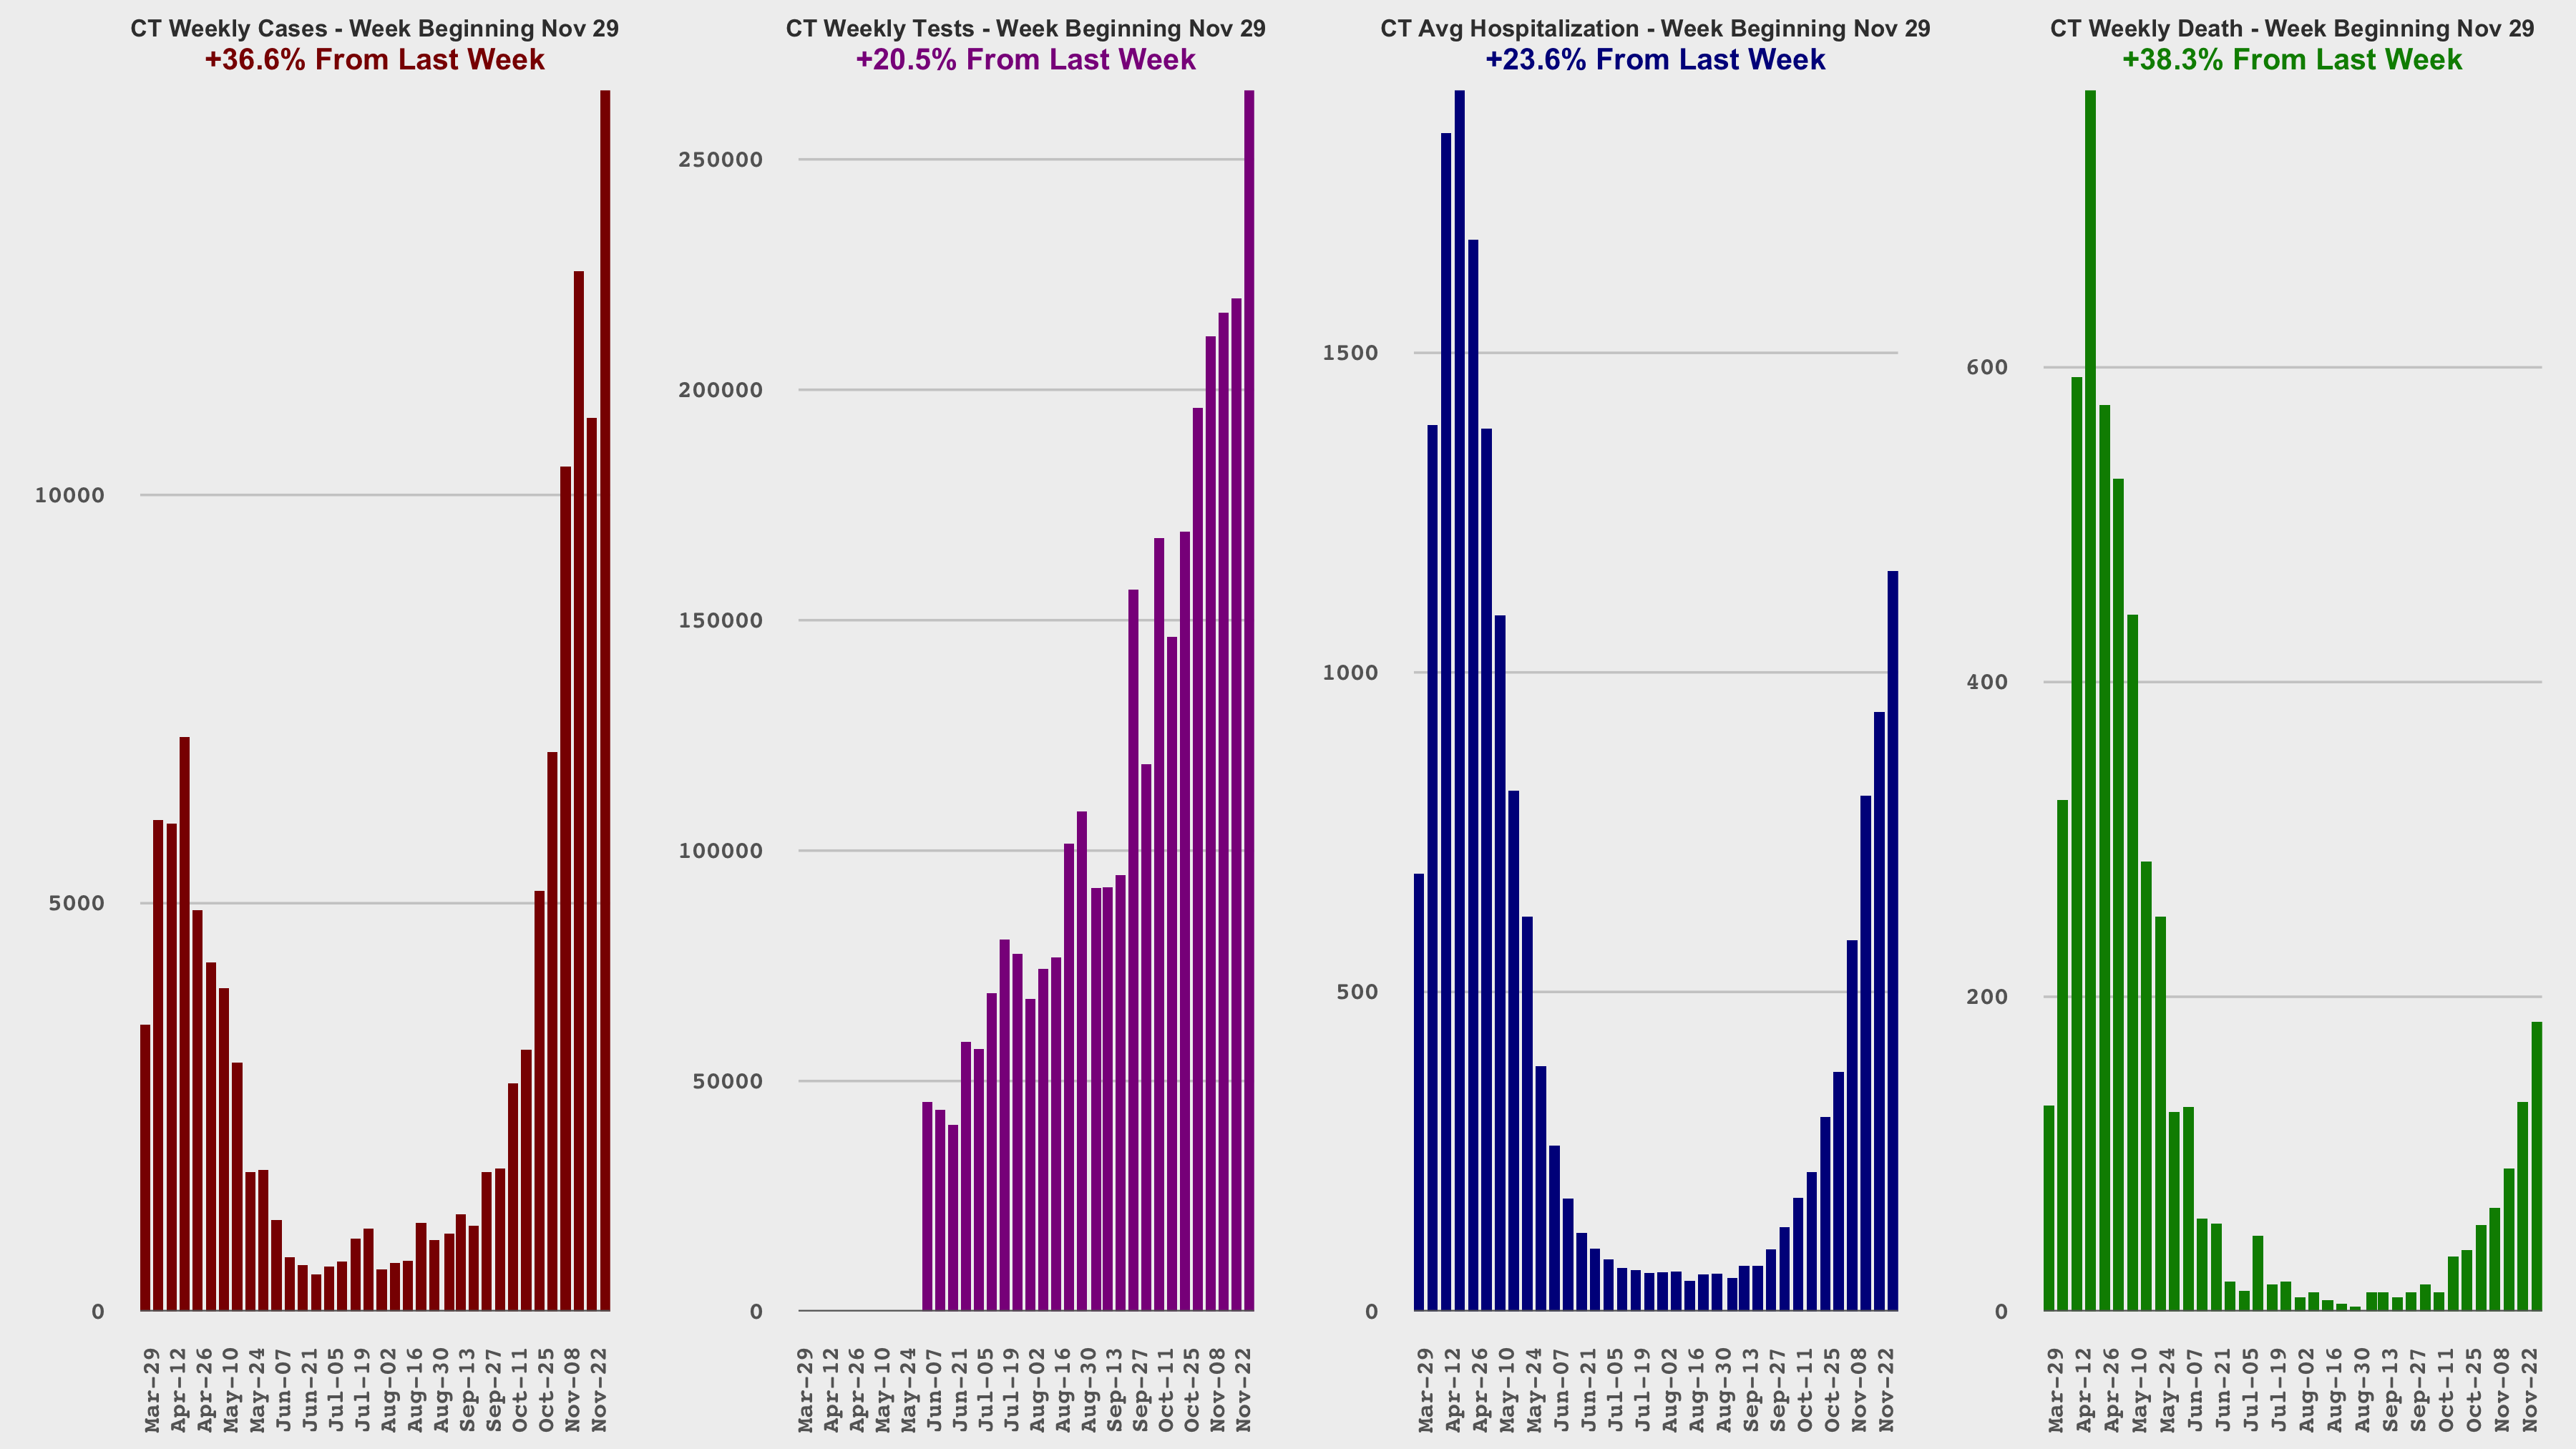 CT Weekly Cases - Week Beginning Nov 29
+36.6% From Last Week
10000
5000
0
Mar-29
Apr-12
Apr-26
May-10
May-24
Jun-07
Jun-21
Jul-05
Jul-19
Aug-02
Aug-16
Aug-30
Sep-13
Sep-27
Oct-11
Oct-25
Nov-08
Nov-22
CT Weekly Tests - Week Beginning Nov 29
+20.5% From Last Week
250000
200000
150000
100000
50000
0
Mar-29
Apr-12
Apr-26
May-10
May-24
Jun-07
Jun-21
Jul-05
Jul-19
Aug-02
Aug-16
Aug-30
Sep-13
Sep-27
Oct-11
Oct-25
Nov-08
Nov-22
CT Avg Hospitalization - Week Beginning Nov 29
+23.6% From Last Week
1500
1000
500
0
Mar-29
Apr-12
Apr-26
May-10
May-24
Jun-07
Jun-21
Jul-05
Jul-19
Aug-02
Aug-16
Aug-30
Sep-13
Sep-27
Oct-11
Oct-25
Nov-08
Nov-22
CT Weekly Death - Week Beginning Nov 29
+38.3% From Last Week
600
400
200
0
Mar-29
Apr-12
Apr-26
May-10
May-24
Jun-07
Jun-21
Jul-05
Jul-19
Aug-02
Aug-16
Aug-30
Sep-13
Sep-27
Oct-11
Oct-25
Nov-08
Nov-22